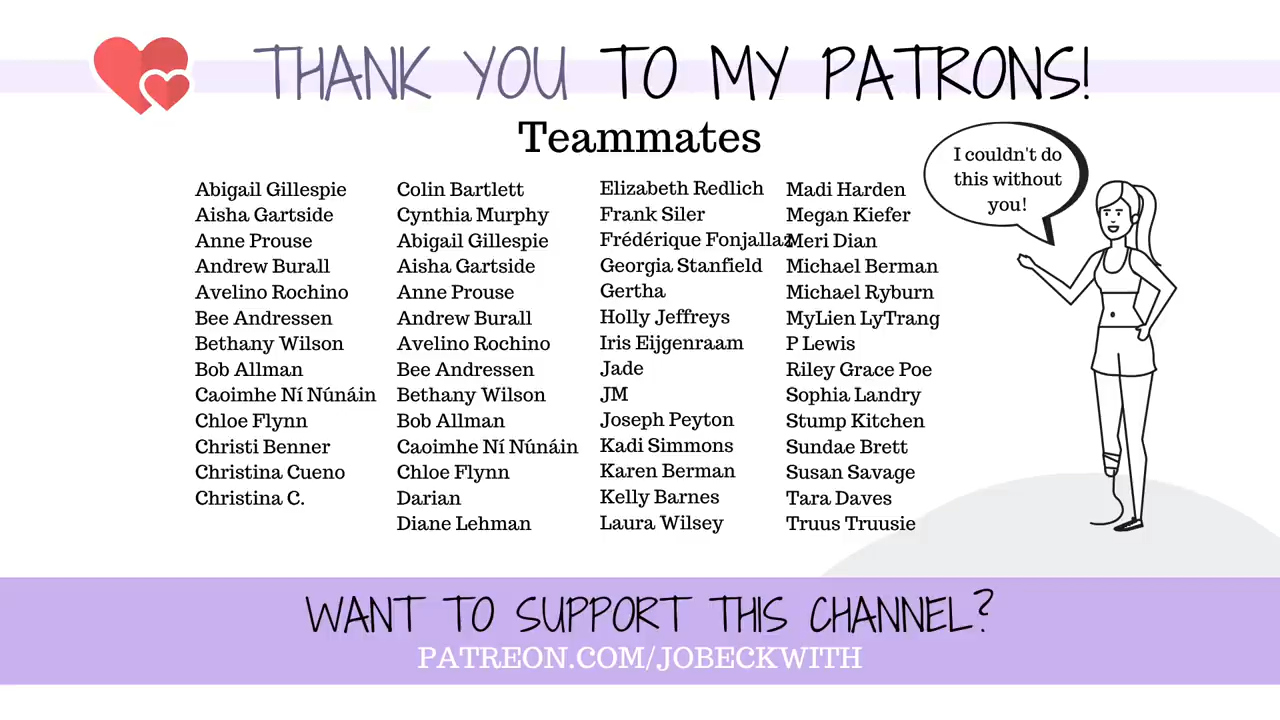 THANK YOU TO MY PATRONS!
Teammates
Abigail Gillespie
Aisha Gartside
Anne Prouse
Andrew Burall
Avelino Rochino
Bee Andressen
Bethany Wilson
Bob Allman
Caoimhe Ní Núnáin
Chloe Flynn
Christi Benner
Christina Cueno
Christina C.
Colin Bartlett
Cynthia Murphy
Abigail Gillespie
Aisha Gartside
Anne Prouse
Andrew Burall
Avelino Rochino
Bee Andressen
Bethany Wilson
Bob Allman
Caoimhe Ní Núnáin
Chloe Flynn
Darian
Diane Lehman
Elizabeth Redlich
Frank Siler
Frédérique Fonjallaz
Georgia Stanfield
Gertha
Holly Jeffreys
Iris Eijgenraam
Jade
JM
Joseph Peyton
Kadi Simmons
Karen Berman
Kelly Barnes
Laura Wilsey
Madi Harden
Megan Kiefer
Meri Dian
Michael Berman
Michael Ryburn
MyLien LyTrang
P Lewis
Riley Grace Poe
Sophia Landry
Stump Kitchen
Sundae Brett
Susan Savage
Tara Daves
Truus Truusie
I couldn't do
this without
you!
WANT TO SUPPORT THIS CHANNEL?
PATREON.COM/JOBECKWITH